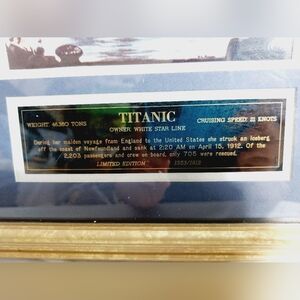 TITANIC
WEIGHT 46,360 TONS
CRUISING SPEED 21 KNOTS
OWNER WHITE STAR LINE
During her maiden voyage from England to the United States she struck an iceberg
off the coast of Newfoundland and sank at 2:20 AM on April 15, 1912. Of the
2,203 passengers and crew on board, only 705 were rescued.
LIMITED EDITION